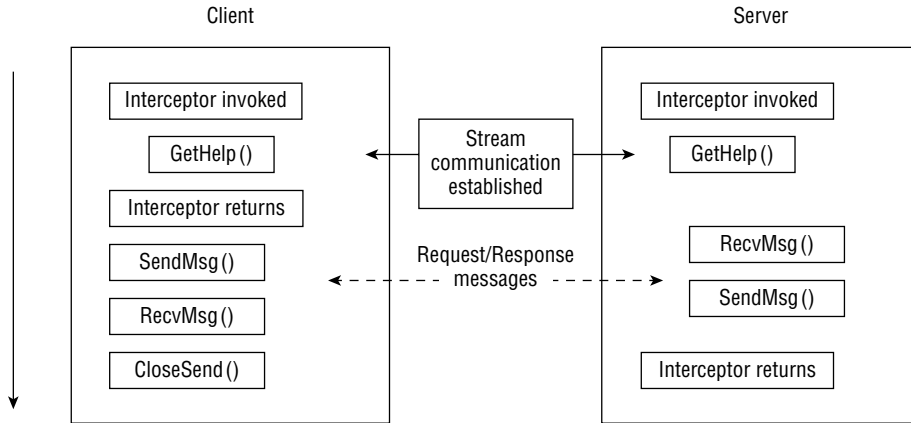 Client
Server
Interceptor invoked
GetHelp()
Interceptor returns
SendMsg()
RecvMsg()
CloseSend()
Stream
communication
established
Request/Response
messages
Interceptor invoked
GetHelp()
RecvMsg()
SendMsg()
Interceptor returns